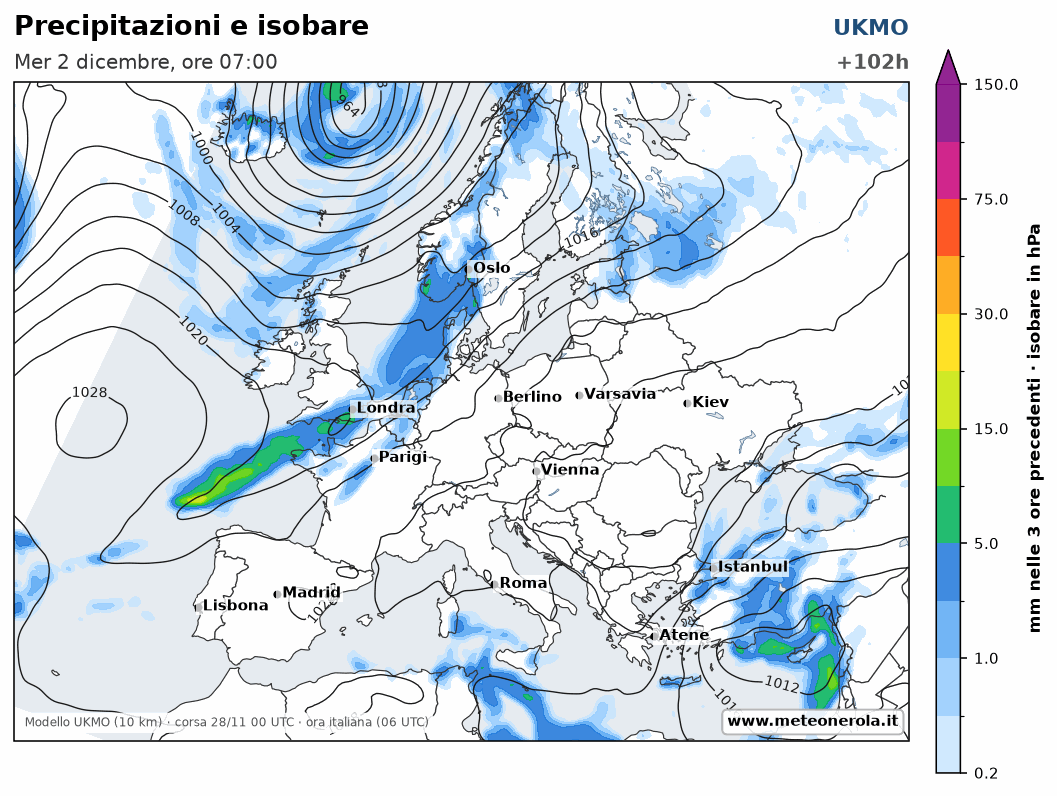 Precipitazioni e isobare
UKMO
Mer 2 dicembre, ore 07:00
+102h
964
1000
1008
1004
1016
1020
1028
Oslo
Londra
Berlino
Varsavia
Kiev
Parigi
Vienna
Istanbul
Roma
Madrid
Lisbona
Atene
1012
Modello UKMO (10 km) · corsa 28/11 00 UTC · ora italiana (06 UTC)
www.meteonerola.it
150.0
75.0
30.0
15.0
5.0
1.0
0.2
mm nelle 3 ore precedenti · isobare in hPa